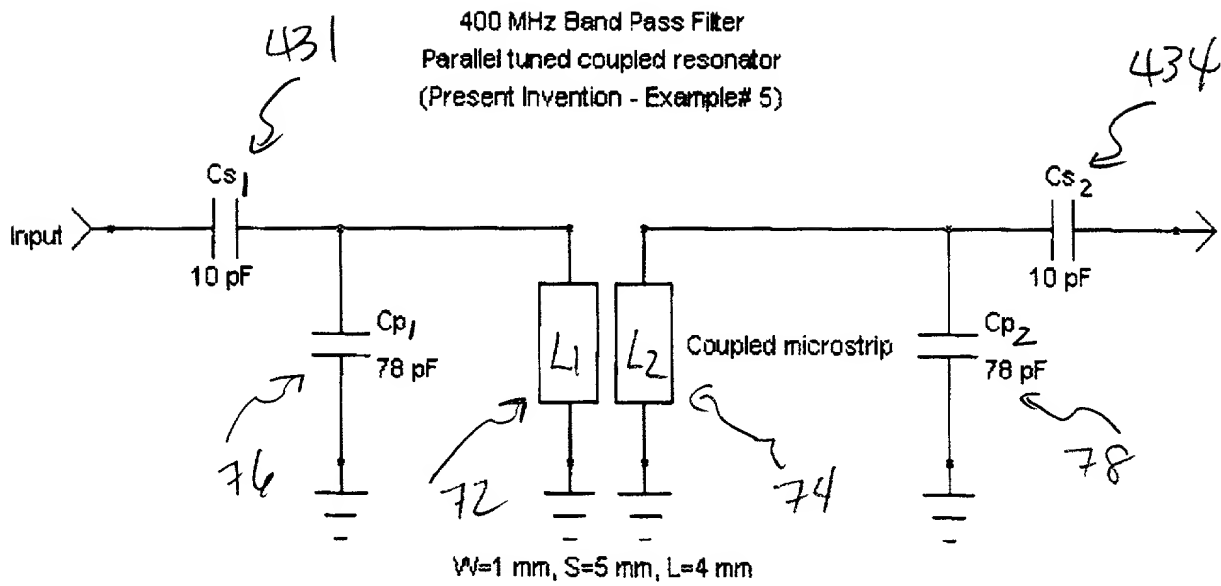 400 MHz Band Pass Filter
Parallel tuned coupled resonator
(Present Invention - Example# 5)
431
434
Cs1
Cs2
Input
10 pF
10 pF
Cp1
78 pF
L1
L2
Coupled microstrip
Cp2
78 pF
76
72
74
78
W=1 mm, S=5 mm, L=4 mm